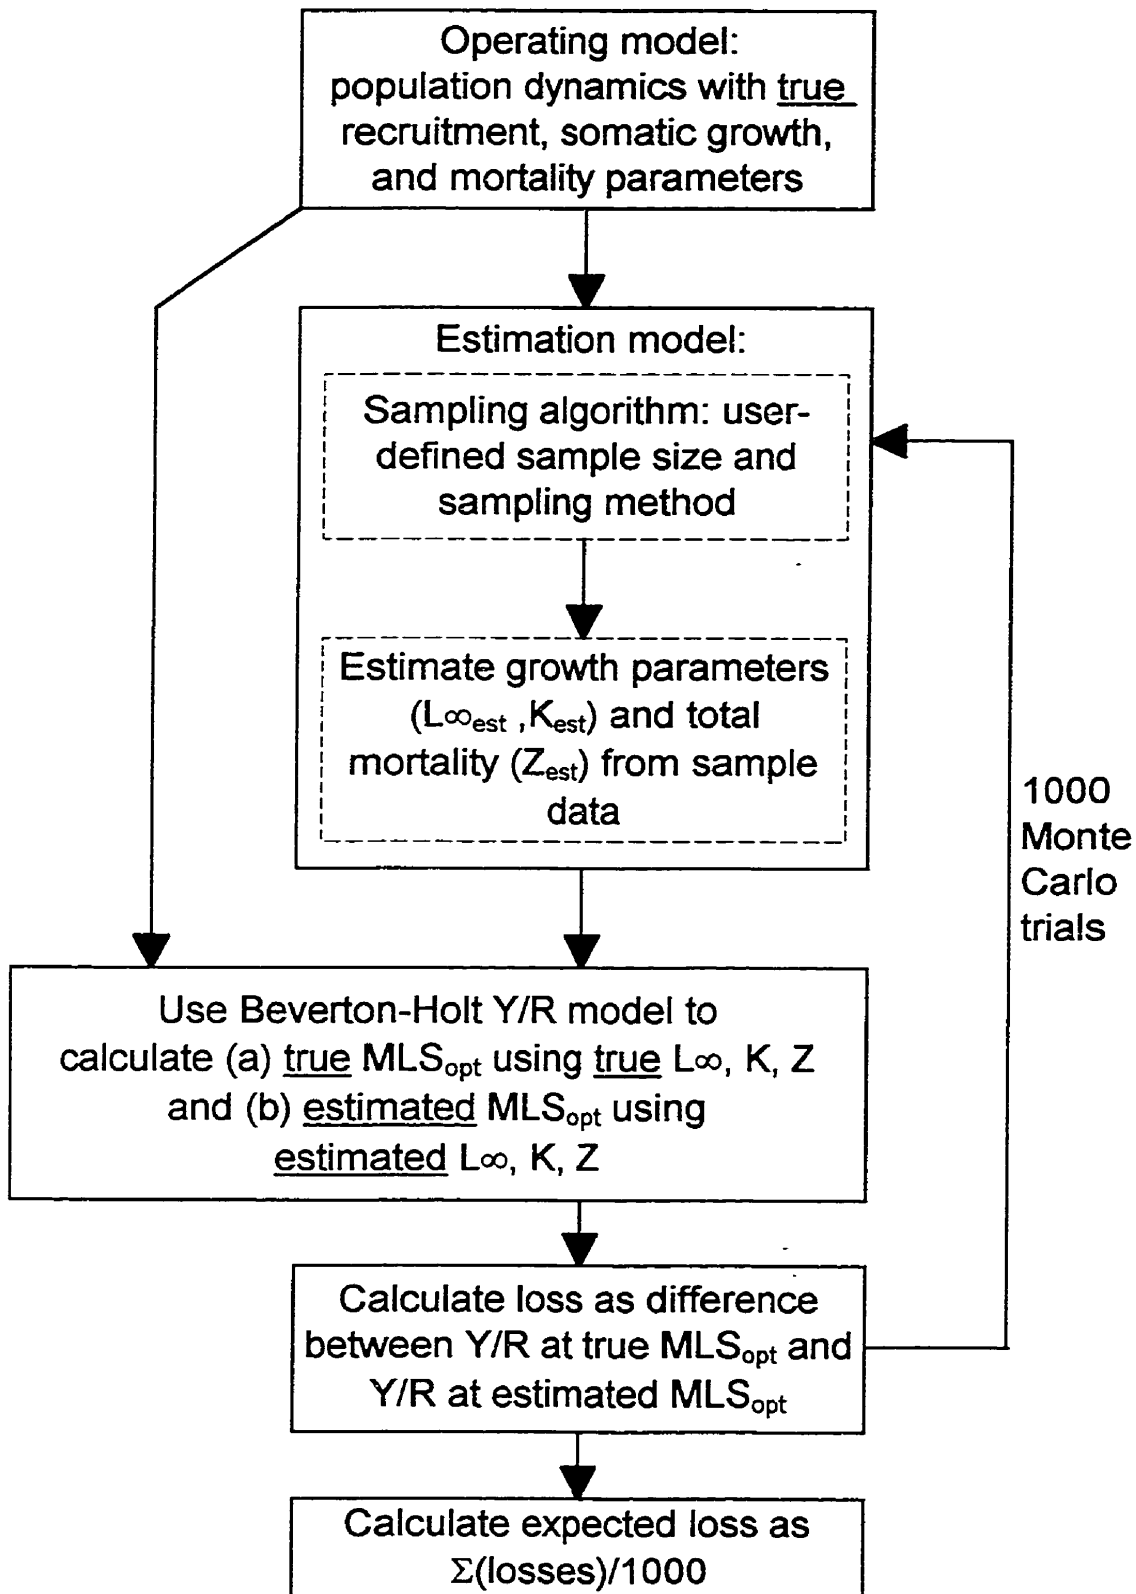 Operating model:
population dynamics with true
recruitment, somatic growth,
and mortality parameters
Estimation model:
Sampling algorithm: user-
defined sample size and
sampling method
Estimate growth parameters
(L∞est ,Kest) and total
mortality (Zest) from sample
data
1000
Monte
Carlo
trials
Use Beverton-Holt Y/R model to
calculate (a) true MLSopt using true L∞, K, Z
and (b) estimated MLSopt using
estimated L∞, K, Z
Calculate loss as difference
between Y/R at true MLSopt and
Y/R at estimated MLSopt
Calculate expected loss as
Σ(losses)/1000